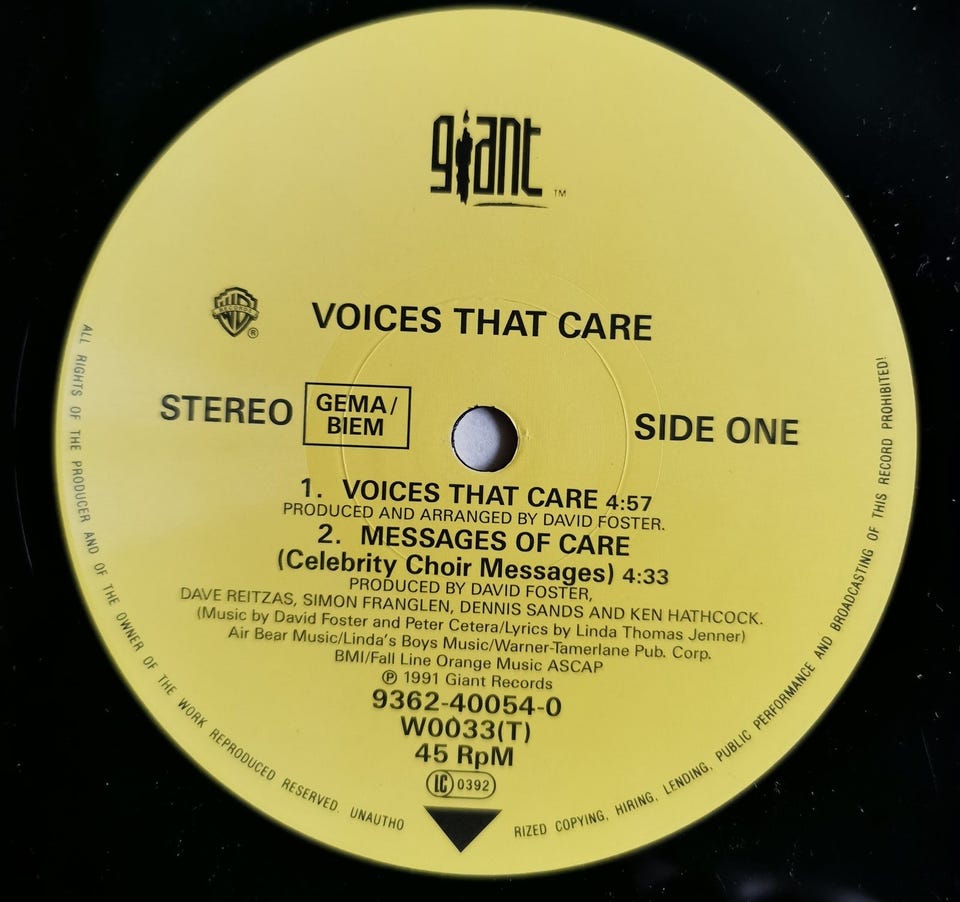 giant ™
VOICES THAT CARE
STEREO GEMA/ BIEM SIDE ONE
1. VOICES THAT CARE 4:57
PRODUCED AND ARRANGED BY DAVID FOSTER.
2. MESSAGES OF CARE
(Celebrity Choir Messages) 4:33
PRODUCED BY DAVID FOSTER,
DAVE REITZAS, SIMON FRANGLEN, DENNIS SANDS AND KEN HATHCOCK.
(Music by David Foster and Peter Cetera/Lyrics by Linda Thomas Jenner)
Air Bear Music/Linda's Boys Music/Warner-Tamerlane Pub. Corp.
BMI/Fall Line Orange Music ASCAP
℗ 1991 Giant Records
9362-40054-0
W0033(T)
45 RpM
LC 0392
ALL RIGHTS OF THE PRODUCER AND OF THE OWNER OF THE WORK REPRODUCED RESERVED. UNAUTHO
RIZED COPYING, HIRING, LENDING, PUBLIC PERFORMANCE AND BROADCASTING OF THIS RECORD PROHIBITED!